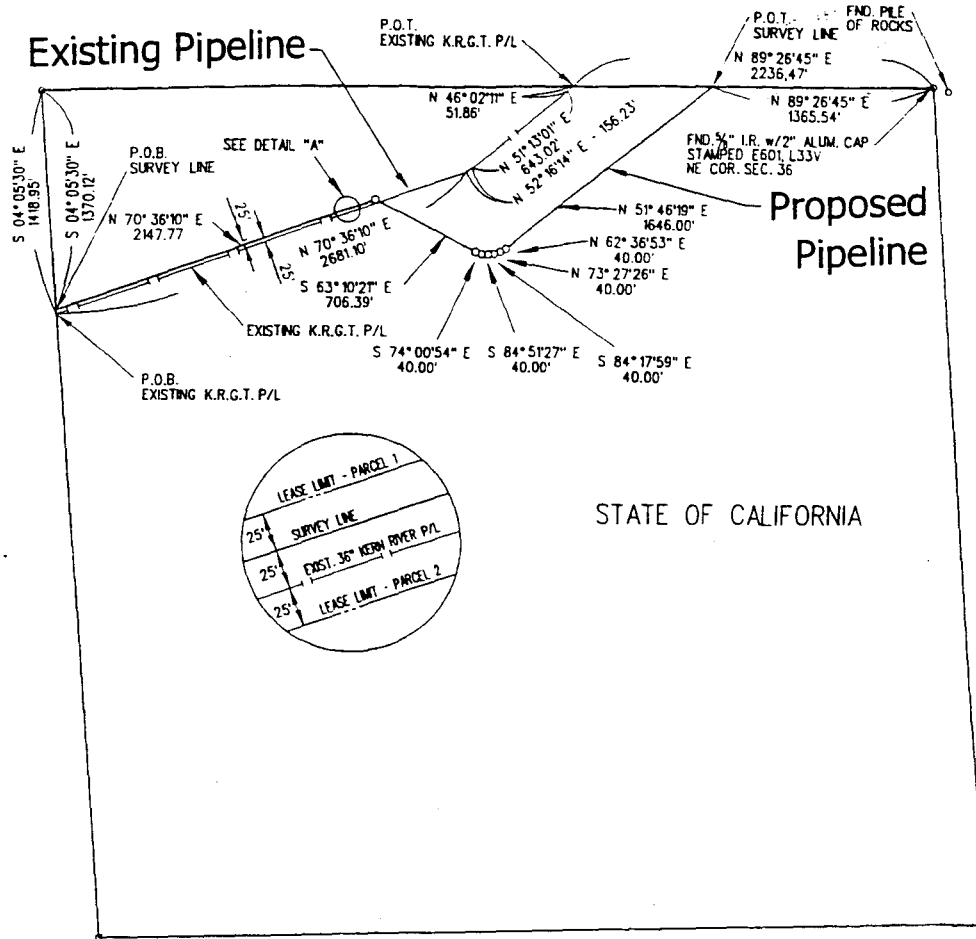 P.O.T.
EXISTING K.R.G.T. P/L
P.O.T.
SURVEY LINE
FND. PILE
OF ROCKS
Existing Pipeline
N 89° 26'45" E
2236.47'
N 46° 02'11" E
51.86'
N 89° 26'45" E
1365.54'
S 04° 05'30" E
1418.95'
S 04° 05'30" E
1370.12'
P.O.B.
SURVEY LINE
SEE DETAIL "A"
N 51° 13'01" E
643.02'
N 52° 16'14" E - 156.23'
FND. 5/8" I.R. w/2" ALUM. CAP
STAMPED E601, L33V
NE COR. SEC. 36
N 70° 36'10" E
2147.77
25'
25'
N 70° 36'10" E
2681.10'
N 51° 46'19" E
1646.00'
Proposed
Pipeline
N 62° 36'53" E
40.00'
N 73° 27'26" E
40.00'
S 63° 10'21" E
706.39'
EXISTING K.R.G.T. P/L
S 74° 00'54" E
40.00'
S 84° 51'27" E
40.00'
S 84° 17'59" E
40.00'
P.O.B.
EXISTING K.R.G.T. P/L
LEASE LIMIT - PARCEL 1
25'
SURVEY LINE
25'
EXIST. 36" KERN RIVER P/L
25'
LEASE LIMIT - PARCEL 2
STATE OF CALIFORNIA